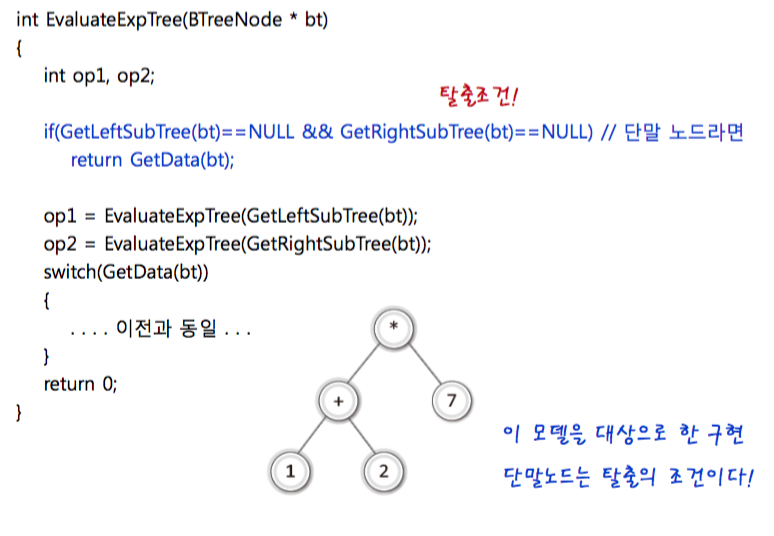 int EvaluateExpTree(BTreeNode * bt)
{
int op1, op2;
탈출조건!
if(GetLeftSubTree(bt)==NULL && GetRightSubTree(bt)==NULL) // 단말 노드라면
return GetData(bt);
op1 = EvaluateExpTree(GetLeftSubTree(bt));
op2 = EvaluateExpTree(GetRightSubTree(bt));
switch(GetData(bt))
{
. . . . 이전과 동일 . . .
}
return 0;
}
*
+
7
1
2
이 모델을 대상으로 한 구현
단말노드는 탈출의 조건이다!